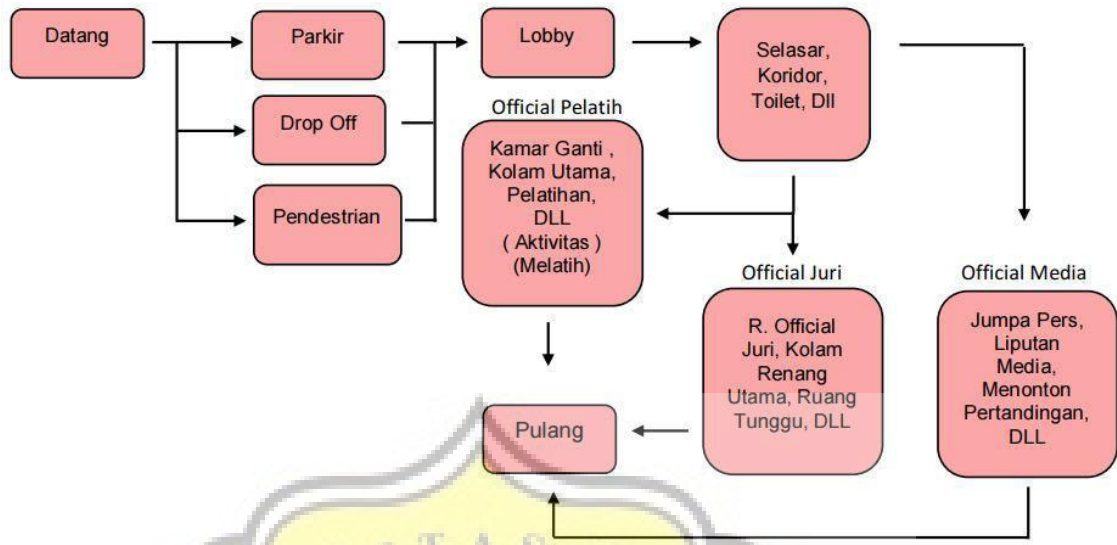 Datang
Parkir
Lobby
Selasar,
Koridor,
Toilet, Dll
Drop Off
Pendestrian
Official Pelatih
Kamar Ganti ,
Kolam Utama,
Pelatihan,
DLL
( Aktivitas )
(Melatih)
Official Juri
R. Official
Juri, Kolam
Renang
Utama, Ruang
Tunggu, DLL
Official Media
Jumpa Pers,
Liputan
Media,
Menonton
Pertandingan,
DLL
Pulang
T A S